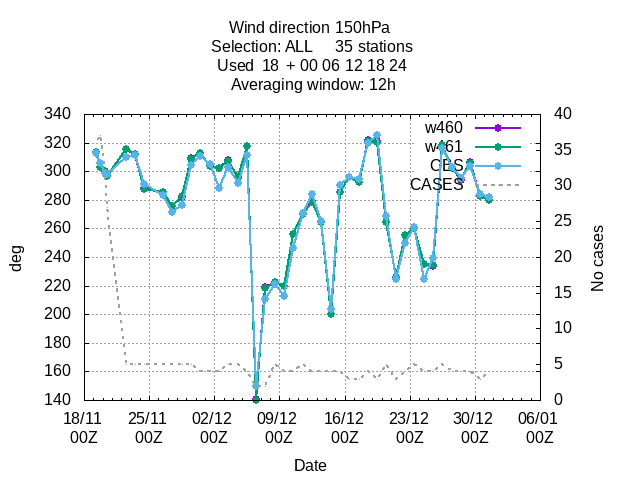 Wind direction 150hPa
Selection: ALL 35 stations
Used 18 + 00 06 12 18 24
Averaging window: 12h
340 40
w460
w461
OBS
CASES
320 35
300 30
280 25
260
240 20
220 15
200 10
180
160 5
140 0
deg
No cases
18/11 25/11 02/12 09/12 16/12 23/12 30/12 06/01
00Z 00Z 00Z 00Z 00Z 00Z 00Z 00Z
Date